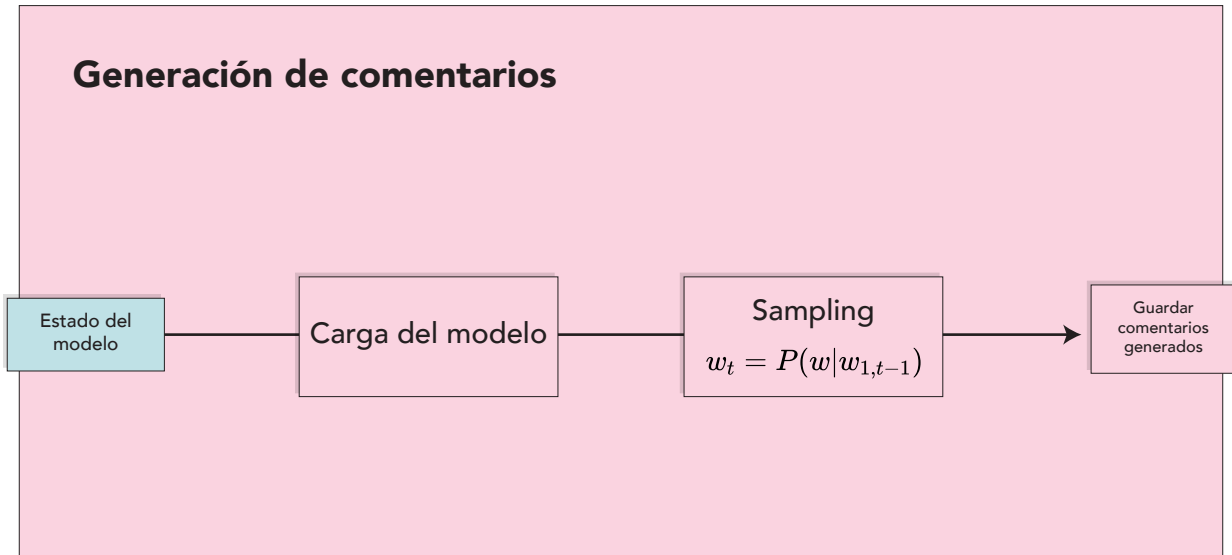 Generación de comentarios
Estado del
modelo
Carga del modelo
Sampling
$w_t = P(w|w_{1,t-1})$
Guardar
comentarios
generados